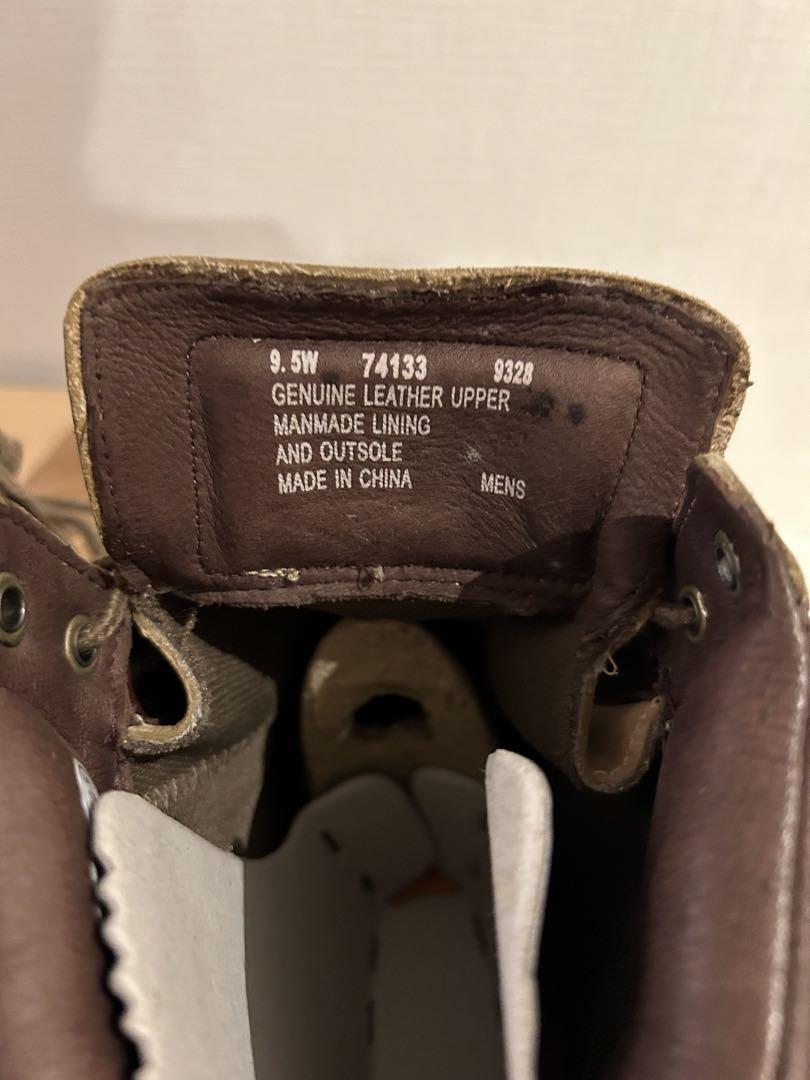 9.5W 74133 9328
GENUINE LEATHER UPPER
MANMADE LINING
AND OUTSOLE
MADE IN CHINA MENS